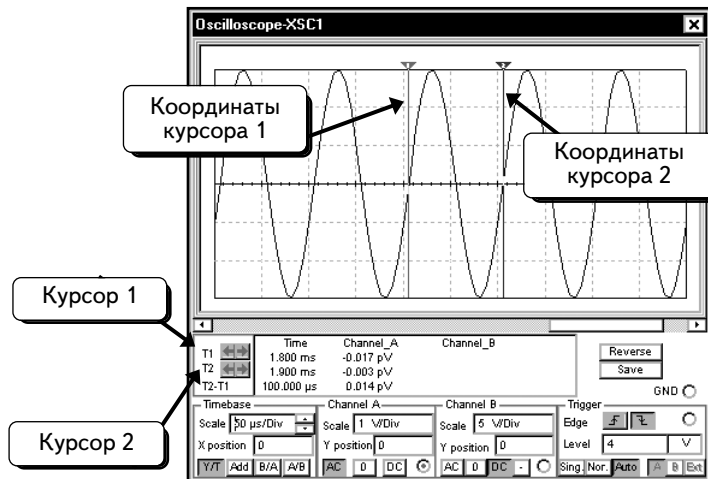 Oscilloscope-XSC1
1
2
Координаты
курсора 1
Координаты
курсора 2
Курсор 1
Курсор 2
Time Channel_A Channel_B
T1 1.800 ms -0.017 pV
T2 1.900 ms -0.003 pV
T2-T1 100.000 µs 0.014 pV
Reverse
Save
GND
Timebase
Scale 50 µs/Div
X position 0
Y/T Add B/A A/B
Channel A
Scale 1 V/Div
Y position 0
AC 0 DC
Channel B
Scale 5 V/Div
Y position 0
AC 0 DC -
Trigger
Edge
Level 4 V
Sing. Nor. Auto A B Ext